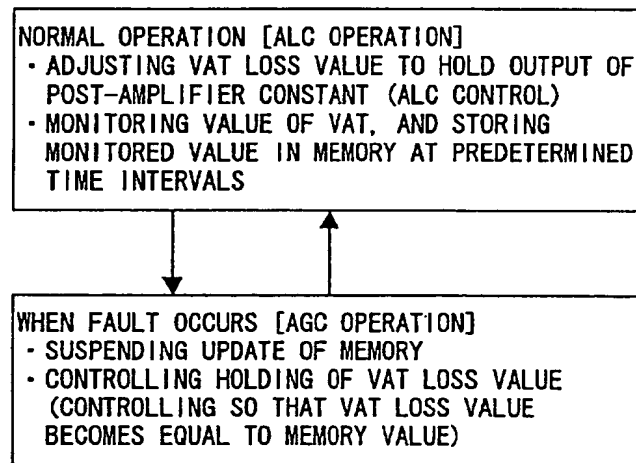 NORMAL OPERATION [ALC OPERATION]
· ADJUSTING VAT LOSS VALUE TO HOLD OUTPUT OF
POST-AMPLIFIER CONSTANT (ALC CONTROL)
· MONITORING VALUE OF VAT, AND STORING
MONITORED VALUE IN MEMORY AT PREDETERMINED
TIME INTERVALS
WHEN FAULT OCCURS [AGC OPERATION]
· SUSPENDING UPDATE OF MEMORY
· CONTROLLING HOLDING OF VAT LOSS VALUE
(CONTROLLING SO THAT VAT LOSS VALUE
BECOMES EQUAL TO MEMORY VALUE)